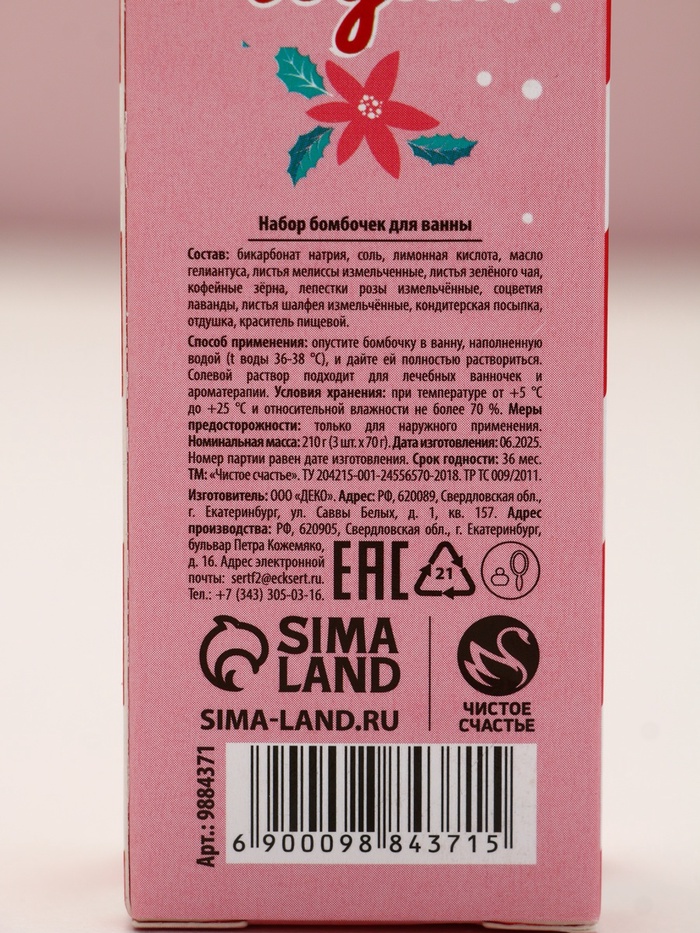 Набор бомбочек для ванны
Состав: бикарбонат натрия, соль, лимонная кислота, масло
гелиантуса, листья мелиссы измельченные, листья зелёного чая,
кофейные зёрна, лепестки розы измельчённые, соцветия
лаванды, листья шалфея измельчённые, кондитерская посыпка,
отдушка, краситель пищевой.
Способ применения: опустите бомбочку в ванну, наполненную
водой (t воды 36-38 °C), и дайте ей полностью раствориться.
Солевой раствор подходит для лечебных ванночек и
ароматерапии. Условия хранения: при температуре от +5 °C
до +25 °C и относительной влажности не более 70 %. Меры
предосторожности: только для наружного применения.
Номинальная масса: 210 г (3 шт. х 70 г). Дата изготовления: 06.2025.
Номер партии равен дате изготовления. Срок годности: 36 мес.
ТМ: «Чистое счастье». ТУ 204215-001-24556570-2018. ТР ТС 009/2011.
Изготовитель: ООО «ДЕКО». Адрес: РФ, 620089, Свердловская обл.,
г. Екатеринбург, ул. Саввы Белых, д. 1, кв. 157. Адрес
производства: РФ, 620905, Свердловская обл., г. Екатеринбург,
бульвар Петра Кожемяко,
д. 16. Адрес электронной
почты: sertf2@ecksert.ru.
Тел.: +7 (343) 305-03-16.
EAC
21
SIMA
LAND
SIMA-LAND.RU
ЧИСТОЕ
СЧАСТЬЕ
Арт.: 9884371
6 900098 843715